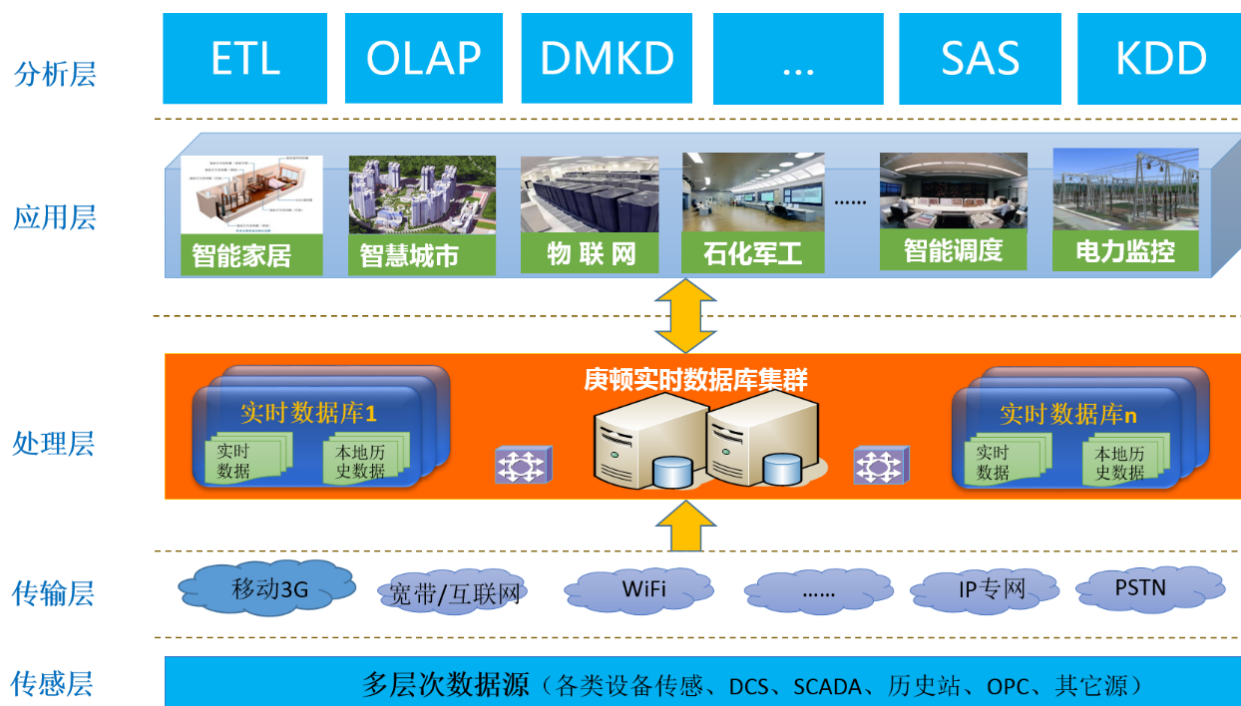 分析层
ETL
OLAP
DMKD
...
SAS
KDD
应用层
智能家居
智慧城市
物 联 网
石化军工
……
智能调度
电力监控
处理层
庚顿实时数据库集群
实时数据库1
实时
数据
本地历
史数据
实时数据库n
实时
数据
本地历
史数据
传输层
移动3G
宽带/互联网
WiFi
……
IP专网
PSTN
传感层
多层次数据源（各类设备传感、DCS、SCADA、历史站、OPC、其它源）